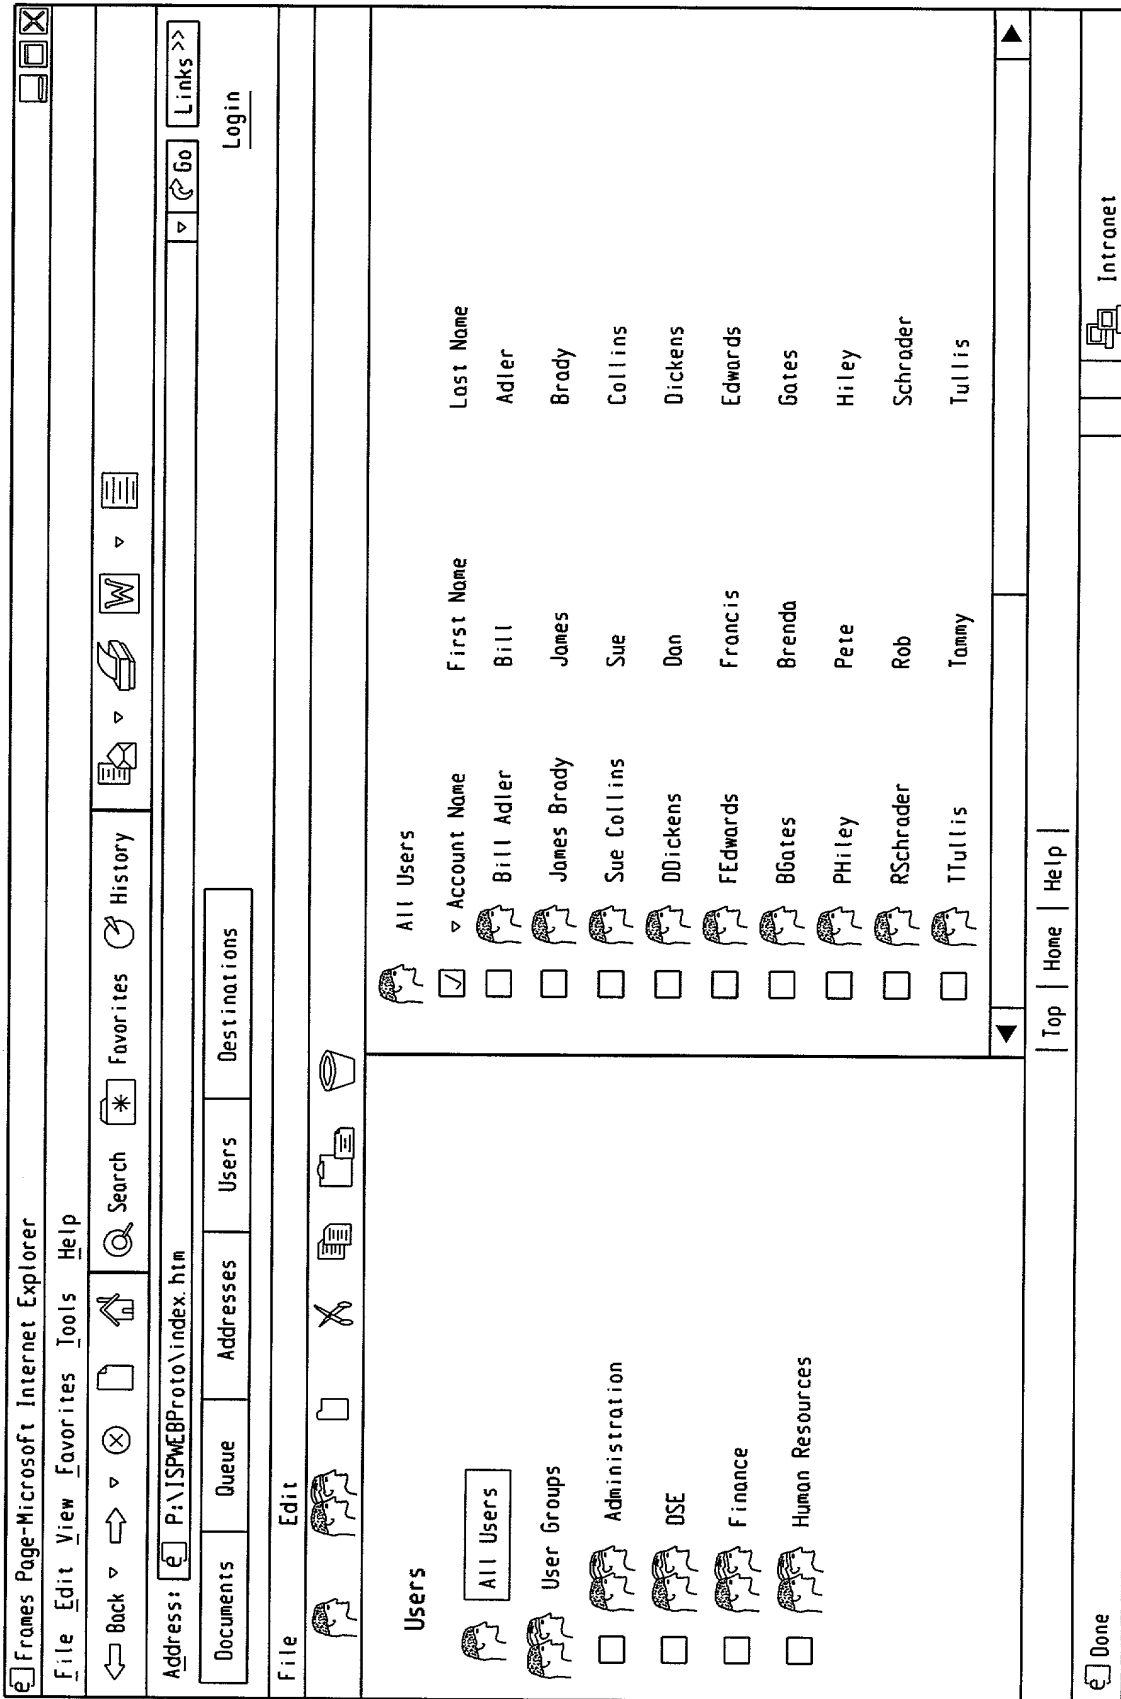 Frames Page-Microsoft Internet Explorer
File Edit View Favorites Tools Help
Back Search Favorites History W
Address: P:\ISPWEBProto\index.htm Go Links >>
Documents Queue Addresses Users Destinations Login
File Edit
Users
All Users
User Groups
Administration
DSE
Finance
Human Resources
All Users
Account Name First Name Last Name
Bill Adler Bill Adler
James Brady James Brady
Sue Collins Sue Collins
DDickens Dan Dickens
FEdwards Francis Edwards
BGates Brenda Gates
PHiley Pete Hiley
RSchrader Rob Schrader
TTullis Tammy Tullis
| Top | Home | Help |
Done Intranet